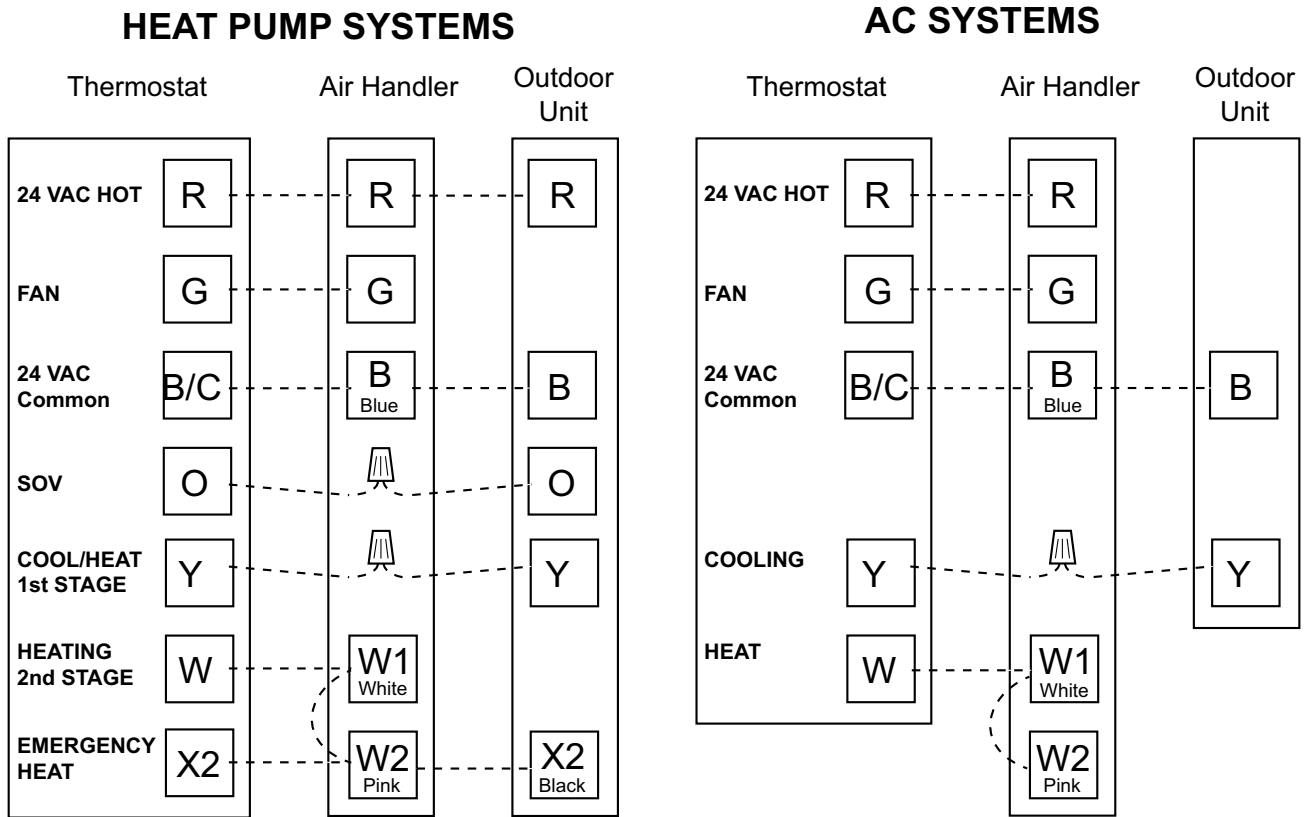 HEAT PUMP SYSTEMS
Thermostat
Air Handler
Outdoor
Unit
24 VAC HOT
R
R
R
FAN
G
G
24 VAC
Common
B/C
B
Blue
B
SOV
O
O
COOL/HEAT
1st STAGE
Y
Y
HEATING
2nd STAGE
W
W1
White
EMERGENCY
HEAT
X2
W2
Pink
X2
Black
AC SYSTEMS
Thermostat
Air Handler
Outdoor
Unit
24 VAC HOT
R
R
FAN
G
G
24 VAC
Common
B/C
B
Blue
B
COOLING
Y
Y
HEAT
W
W1
White
W2
Pink